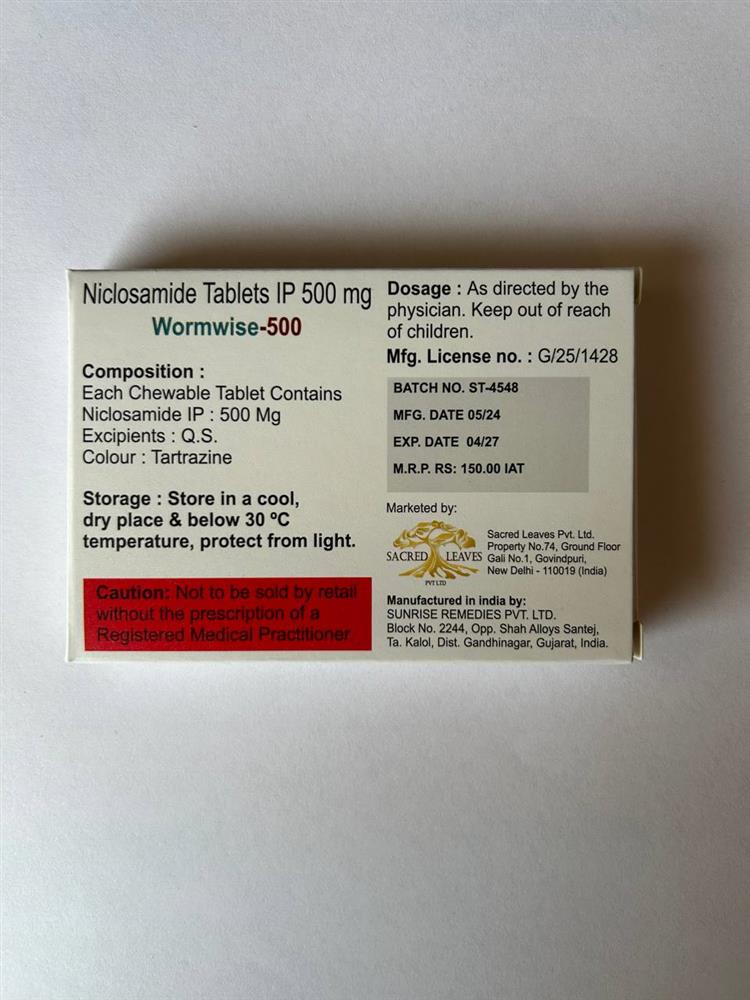 Niclosamide Tablets IP 500 mg
Wormwise-500
Composition :
Each Chewable Tablet Contains
Niclosamide IP : 500 Mg
Excipients : Q.S.
Colour : Tartrazine
Storage : Store in a cool,
dry place & below 30 ºC
temperature, protect from light.
Caution: Not to be sold by retail
without the prescription of a
Registered Medical Practitioner
Dosage : As directed by the
physician. Keep out of reach
of children.
Mfg. License no. : G/25/1428
BATCH NO. ST-4548
MFG. DATE 05/24
EXP. DATE 04/27
M.R.P. RS: 150.00 IAT
Marketed by:
SACRED LEAVES
PVT LTD
Sacred Leaves Pvt. Ltd.
Property No.74, Ground Floor
Gali No.1, Govindpuri,
New Delhi - 110019 (India)
Manufactured in india by:
SUNRISE REMEDIES PVT. LTD.
Block No. 2244, Opp. Shah Alloys Santej,
Ta. Kalol, Dist. Gandhinagar, Gujarat, India.